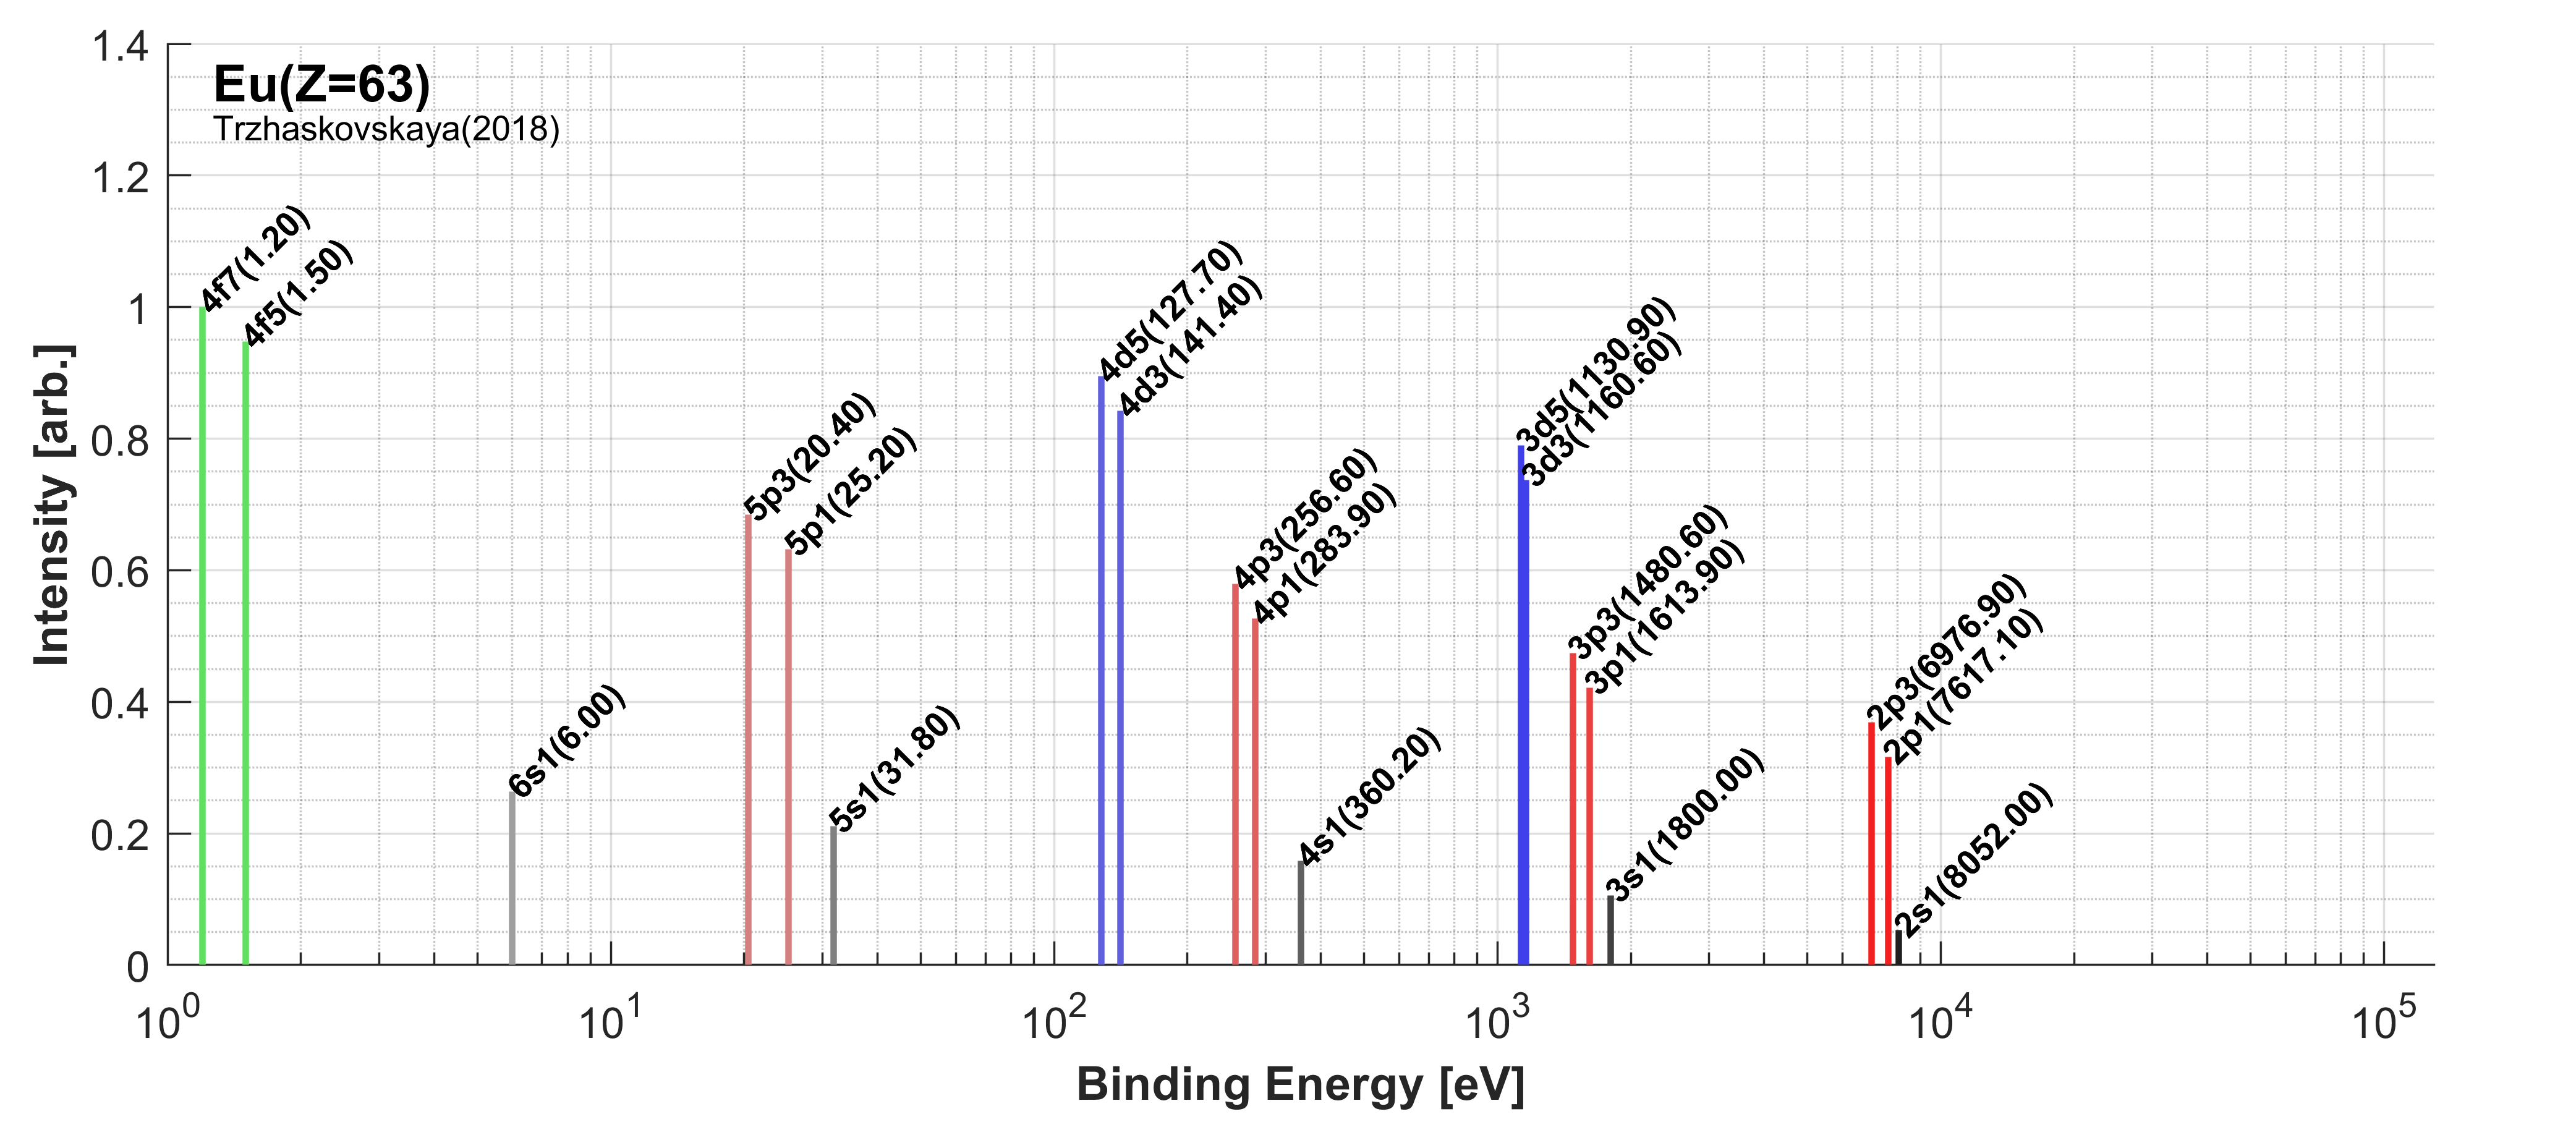 Eu(Z=63)
Trzhaskovskaya(2018)
Intensity [arb.]
1.4
1.2
1
0.8
0.6
0.4
0.2
0
4f7(1.20)
4f5(1.50)
6s1(6.00)
5p3(20.40)
5p1(25.20)
5s1(31.80)
4d5(127.70)
4d3(141.40)
4p3(256.60)
4p1(283.90)
4s1(360.20)
3d5(1130.90)
3d3(1160.60)
3p3(1480.60)
3p1(1613.90)
3s1(1800.00)
2p3(6976.90)
2p1(7617.10)
2s1(8052.00)
10^0 10^1 10^2 10^3 10^4 10^5
Binding Energy [eV]